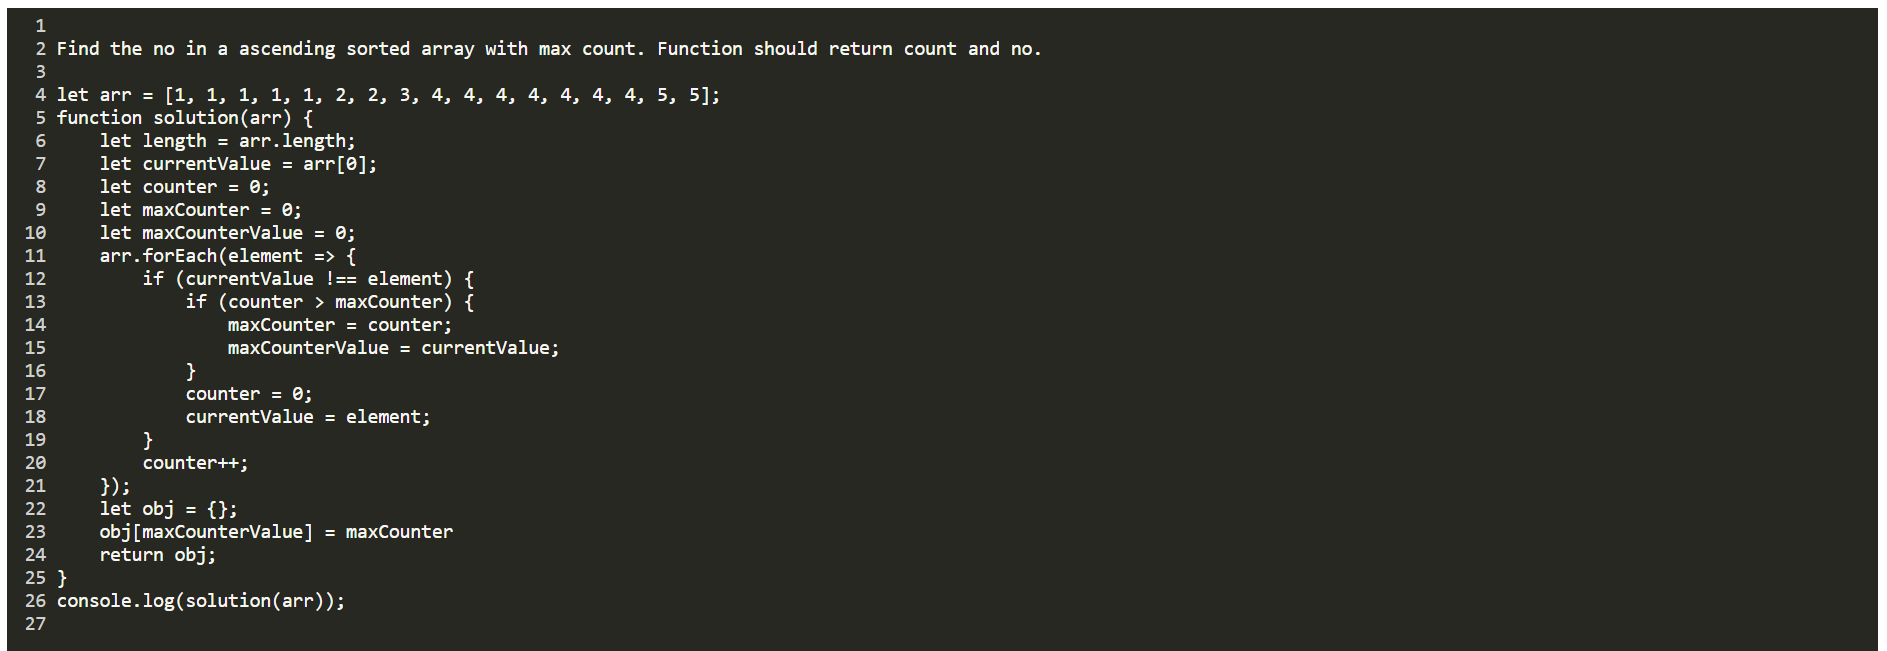 1
2 Find the no in a ascending sorted array with max count. Function should return count and no.
3
4 let arr = [1, 1, 1, 1, 1, 2, 2, 3, 4, 4, 4, 4, 4, 4, 4, 5, 5];
5 function solution(arr) {
6     let length = arr.length;
7     let currentValue = arr[0];
8     let counter = 0;
9     let maxCounter = 0;
10     let maxCounterValue = 0;
11     arr.forEach(element => {
12         if (currentValue !== element) {
13             if (counter > maxCounter) {
14                 maxCounter = counter;
15                 maxCounterValue = currentValue;
16             }
17             counter = 0;
18             currentValue = element;
19         }
20         counter++;
21     });
22     let obj = {};
23     obj[maxCounterValue] = maxCounter
24     return obj;
25 }
26 console.log(solution(arr));
27